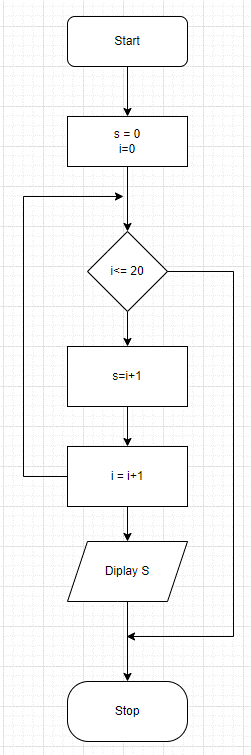 Start
s = 0
i=0
i<= 20
s=i+1
i = i+1
Diplay S
Stop